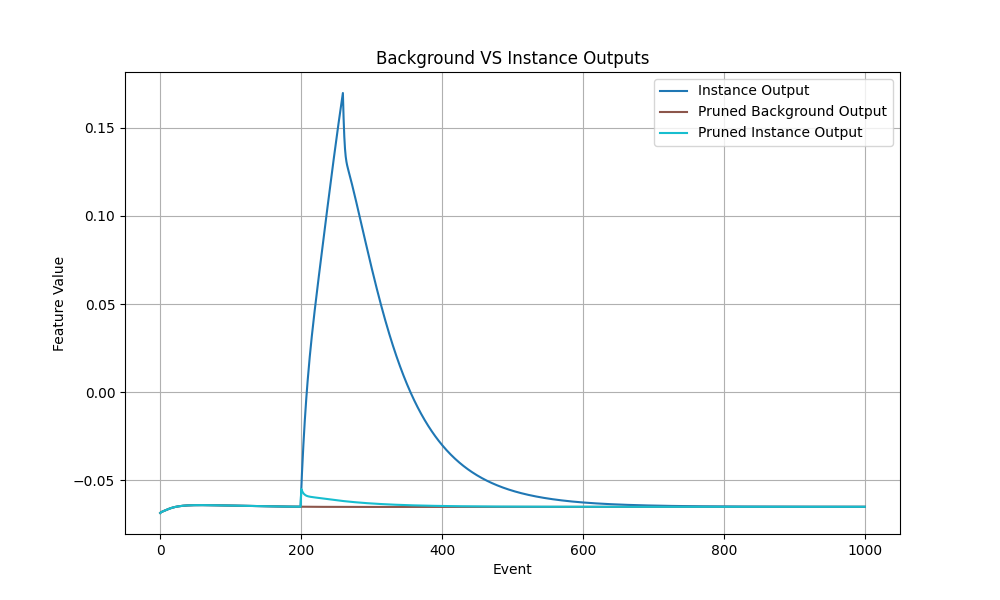 Background VS Instance Outputs
Instance Output
Pruned Background Output
Pruned Instance Output
Feature Value
0.15
0.10
0.05
0.00
−0.05
0 200 400 600 800 1000
Event